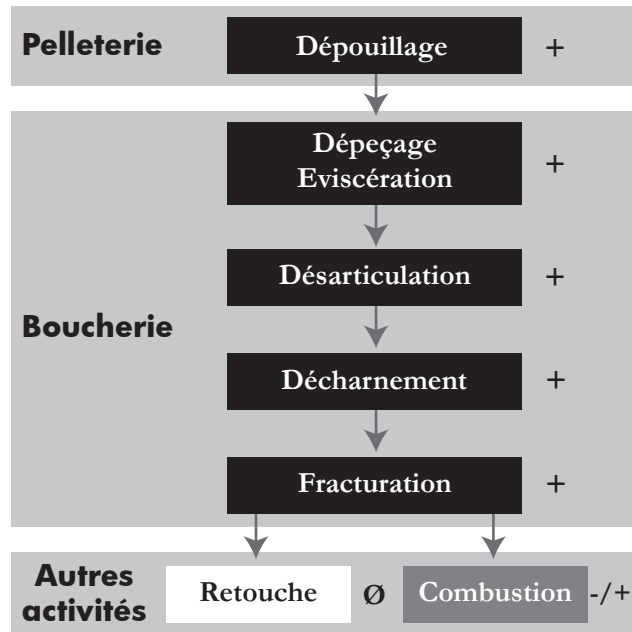 Pelleterie
Dépouillage +
Dépeçage
Eviscération +
Désarticulation +
Boucherie
Décharnement +
Fracturation +
Autres
activités
Retouche Ø Combustion -/+